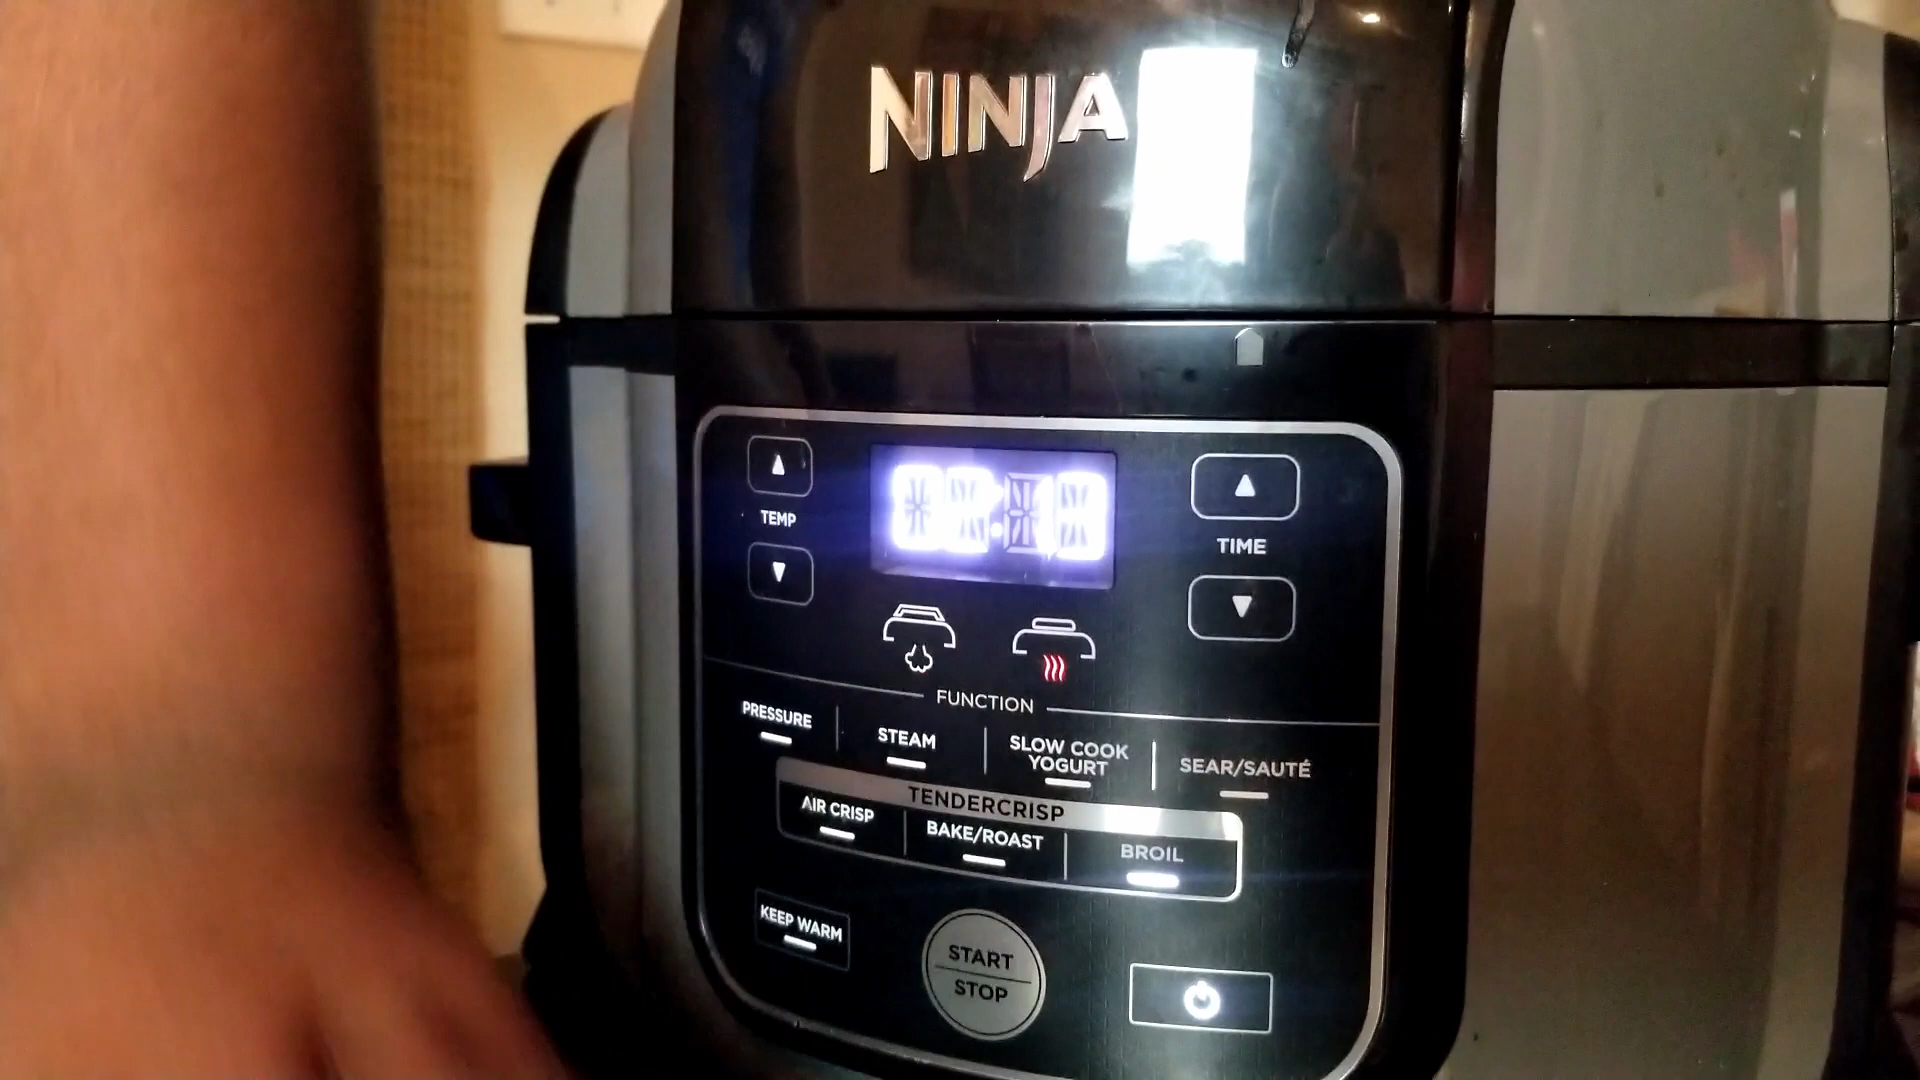 NINJA
TEMP
TIME
FUNCTION
PRESSURE
STEAM
SLOW COOK
YOGURT
SEAR/SAUTÉ
TENDERCRISP
AIR CRISP
BAKE/ROAST
BROIL
KEEP WARM
START
STOP